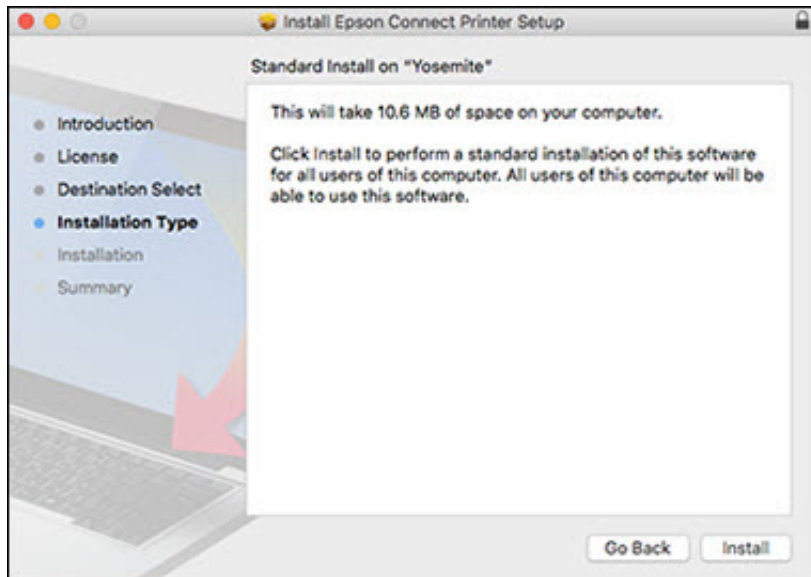 Install Epson Connect Printer Setup
Standard Install on "Yosemite"
Introduction
License
Destination Select
Installation Type
Installation
Summary
This will take 10.6 MB of space on your computer.
Click Install to perform a standard installation of this software
for all users of this computer. All users of this computer will be
able to use this software.
Go Back
Install